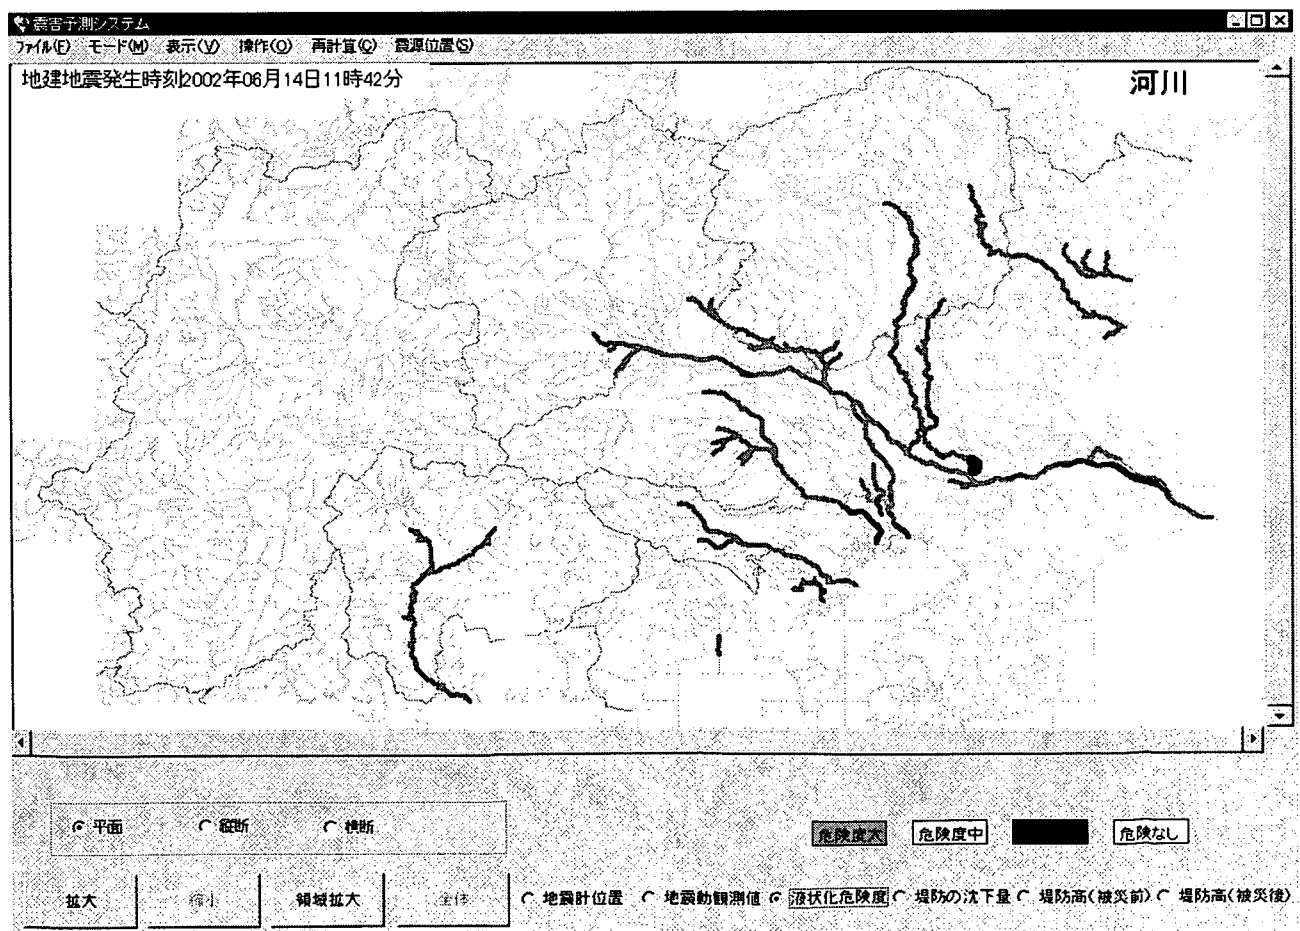 震害予測システム
ファイル(F) モード(M) 表示(V) 操作(O) 再計算(C) 震源位置(S)
地建地震発生時刻2002年06月14日11時42分
河川
平面 縦断 横断
危険度大 危険度中 危険なし
拡大 縮小 領域拡大 全体
地震計位置 地震動観測値 液状化危険度 堤防の沈下量 堤防高(被災前) 堤防高(被災後)